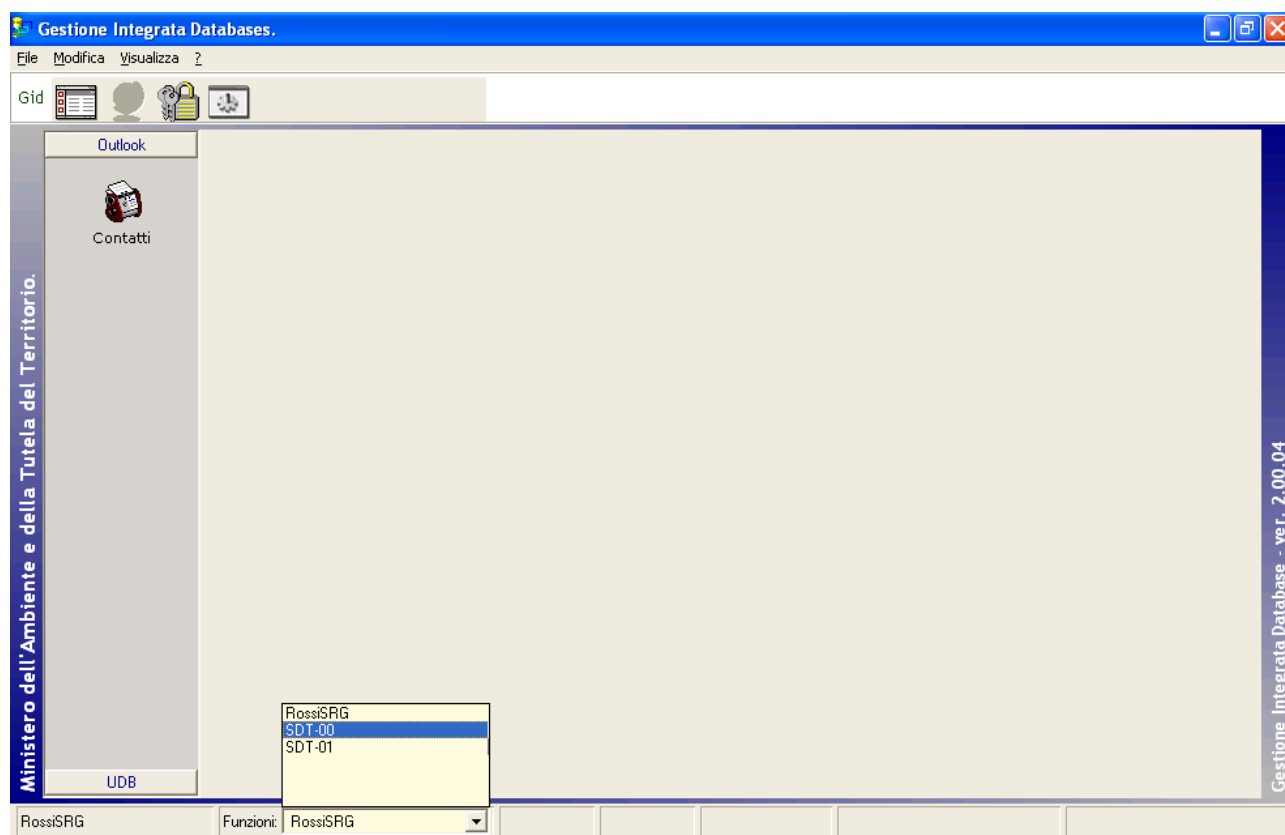 Gestione Integrata Databases.
File Modifica Visualizza ?
Gid
Outlook
Contatti
Ministero dell'Ambiente e della Tutela del Territorio.
Gestione Integrata Database - ver. 2.00.04
RossiSRG
SDT-00
SDT-01
UDB
RossiSRG
Funzioni: RossiSRG